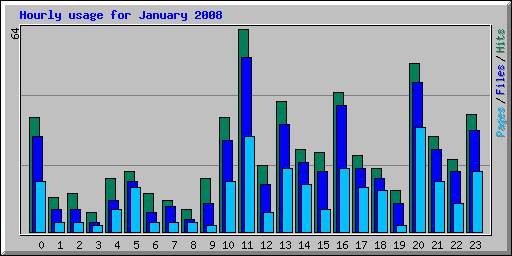 Hourly usage for January 2008
64
Pages/Files/Hits
0 1 2 3 4 5 6 7 8 9 10 11 12 13 14 15 16 17 18 19 20 21 22 23